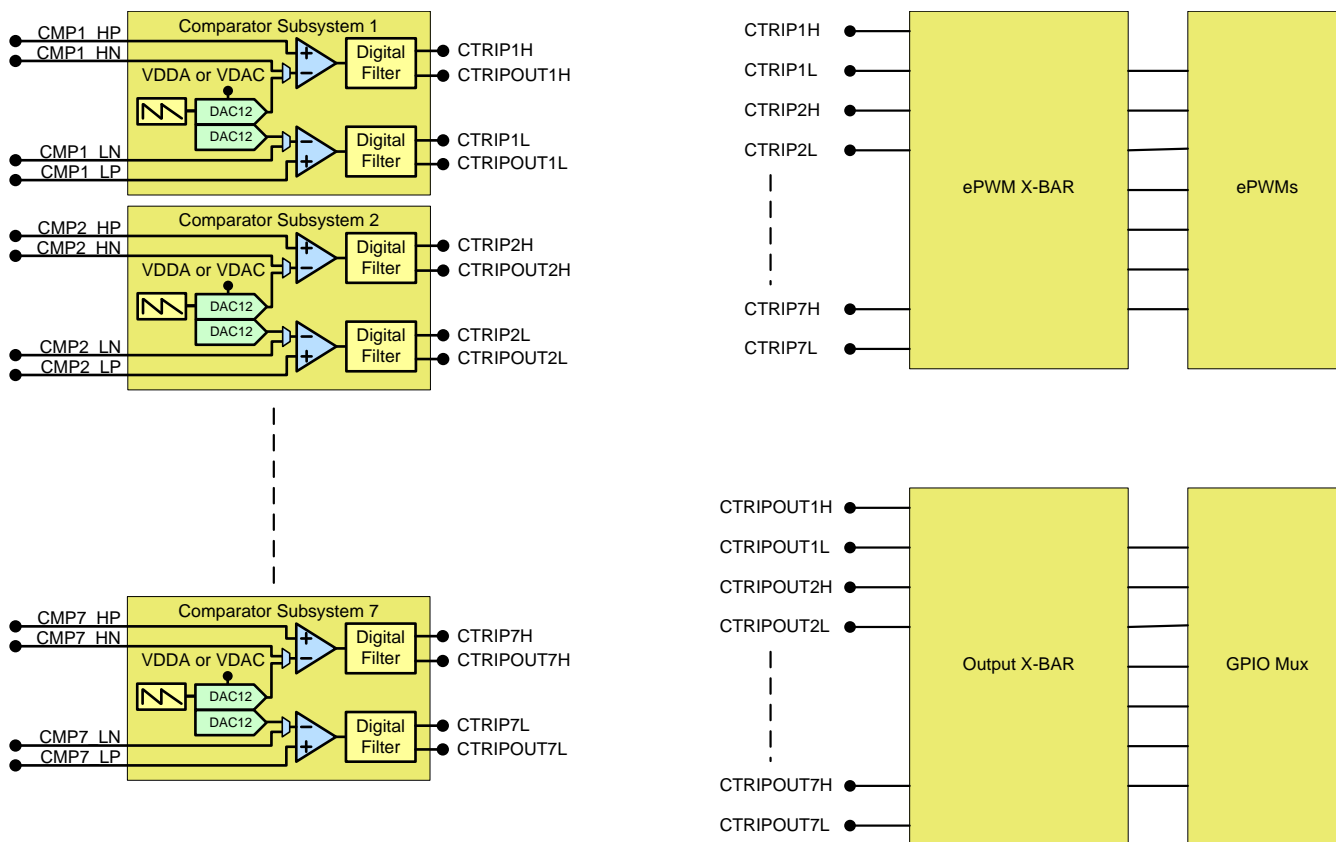 Comparator Subsystem 1
CMP1_HP
CMP1_HN
VDDA or VDAC
DAC12
DAC12
CMP1_LN
CMP1_LP
Digital
Filter
Digital
Filter
CTRIP1H
CTRIPOUT1H
CTRIP1L
CTRIPOUT1L
Comparator Subsystem 2
CMP2_HP
CMP2_HN
VDDA or VDAC
DAC12
DAC12
CMP2_LN
CMP2_LP
Digital
Filter
Digital
Filter
CTRIP2H
CTRIPOUT2H
CTRIP2L
CTRIPOUT2L
Comparator Subsystem 7
CMP7_HP
CMP7_HN
VDDA or VDAC
DAC12
DAC12
CMP7_LN
CMP7_LP
Digital
Filter
Digital
Filter
CTRIP7H
CTRIPOUT7H
CTRIP7L
CTRIPOUT7L
CTRIP1H
CTRIP1L
CTRIP2H
CTRIP2L
CTRIP7H
CTRIP7L
ePWM X-BAR
ePWMs
CTRIPOUT1H
CTRIPOUT1L
CTRIPOUT2H
CTRIPOUT2L
CTRIPOUT7H
CTRIPOUT7L
Output X-BAR
GPIO Mux